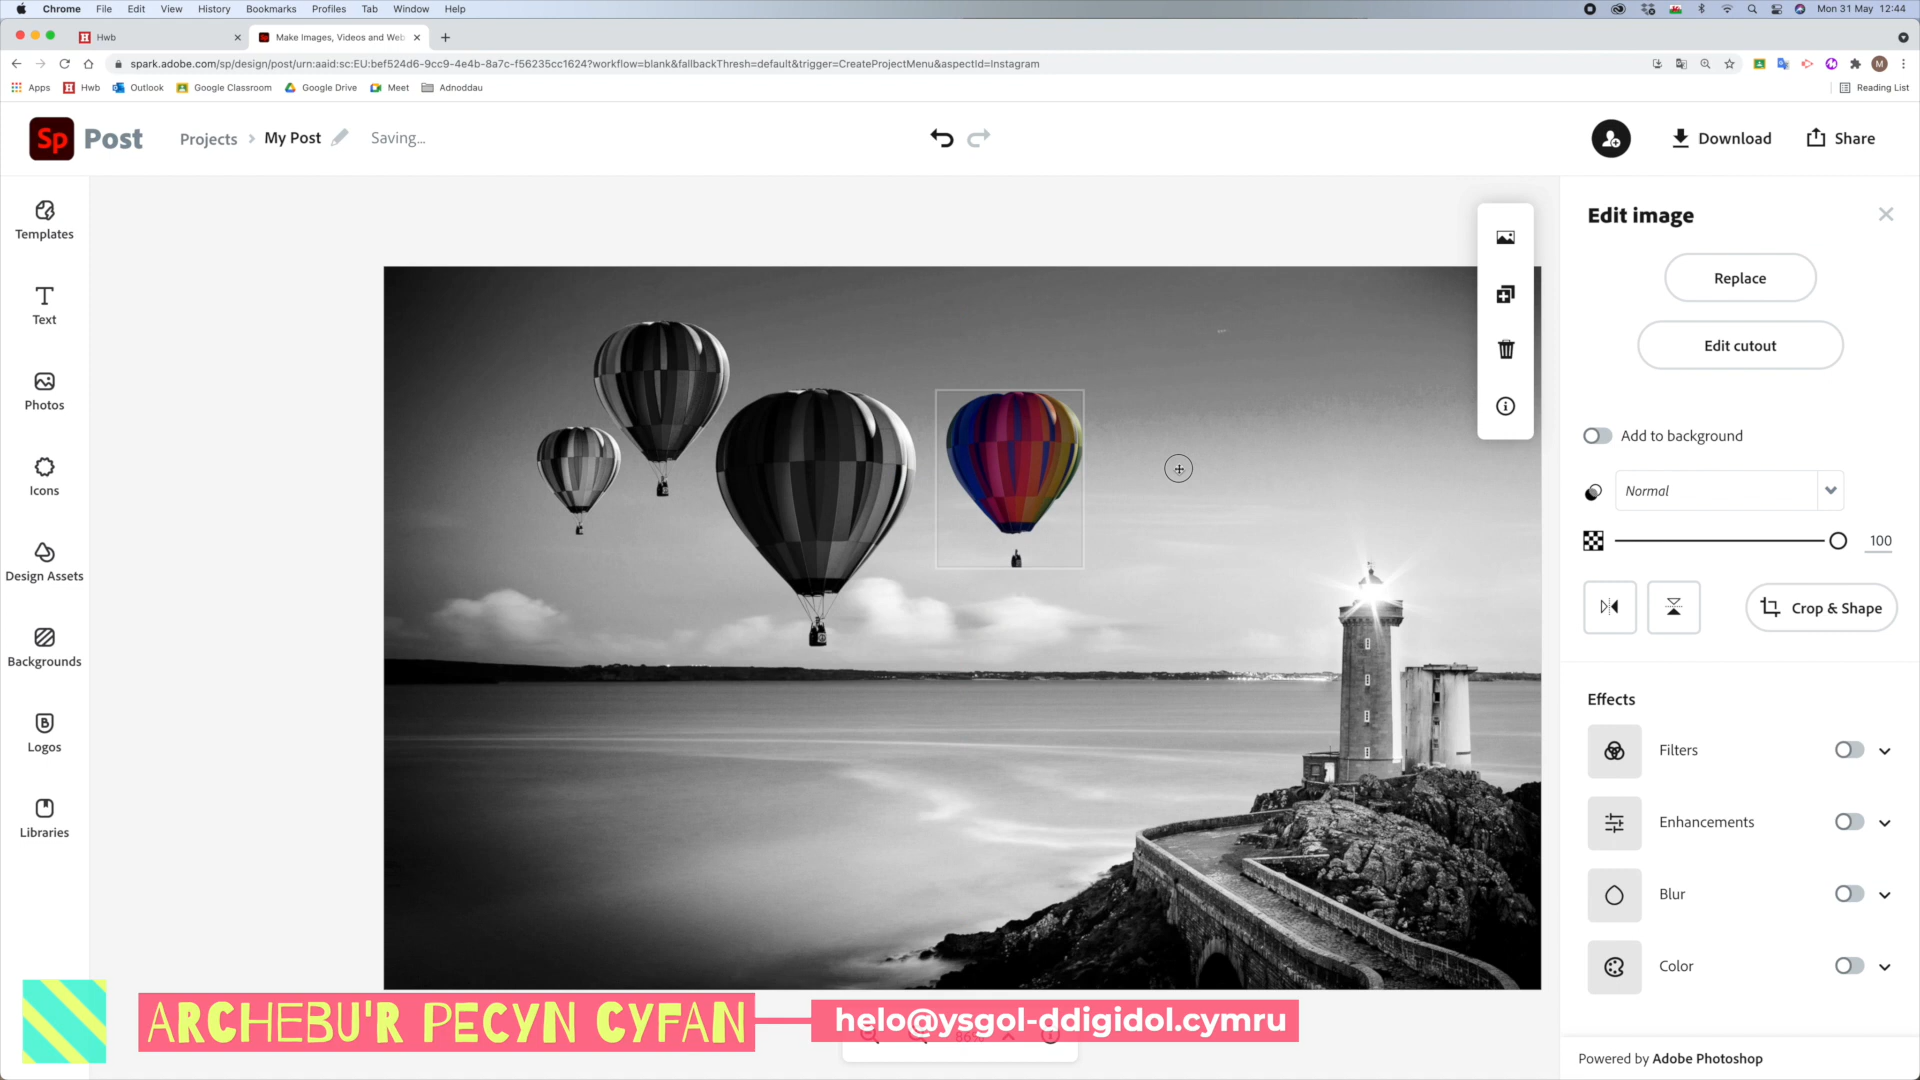 Chrome File Edit View History Bookmarks Profiles Tab Window Help Mon 31 May 12:44
Hwb Make Images, Videos and Web
spark.adobe.com/sp/design/post/urn:aaid:sc:EU:bef524d6-9cc9-4e4b-8a7c-f56235cc1624?workflow=blank&fallbackThresh=default&trigger=CreateProjectMenu&aspectId=Instagram
Apps Hwb Outlook Google Classroom Google Drive Meet Adnoddau Reading List
Sp Post Projects > My Post Saving... Download Share
Templates
Text
Photos
Icons
Design Assets
Backgrounds
Logos
Libraries
Edit image
Replace
Edit cutout
Add to background
Normal
100
Crop & Shape
Effects
Filters
Enhancements
Blur
Color
Powered by Adobe Photoshop
ARCHEBU'R PECYN CYFAN
helo@ysgol-ddigidol.cymru